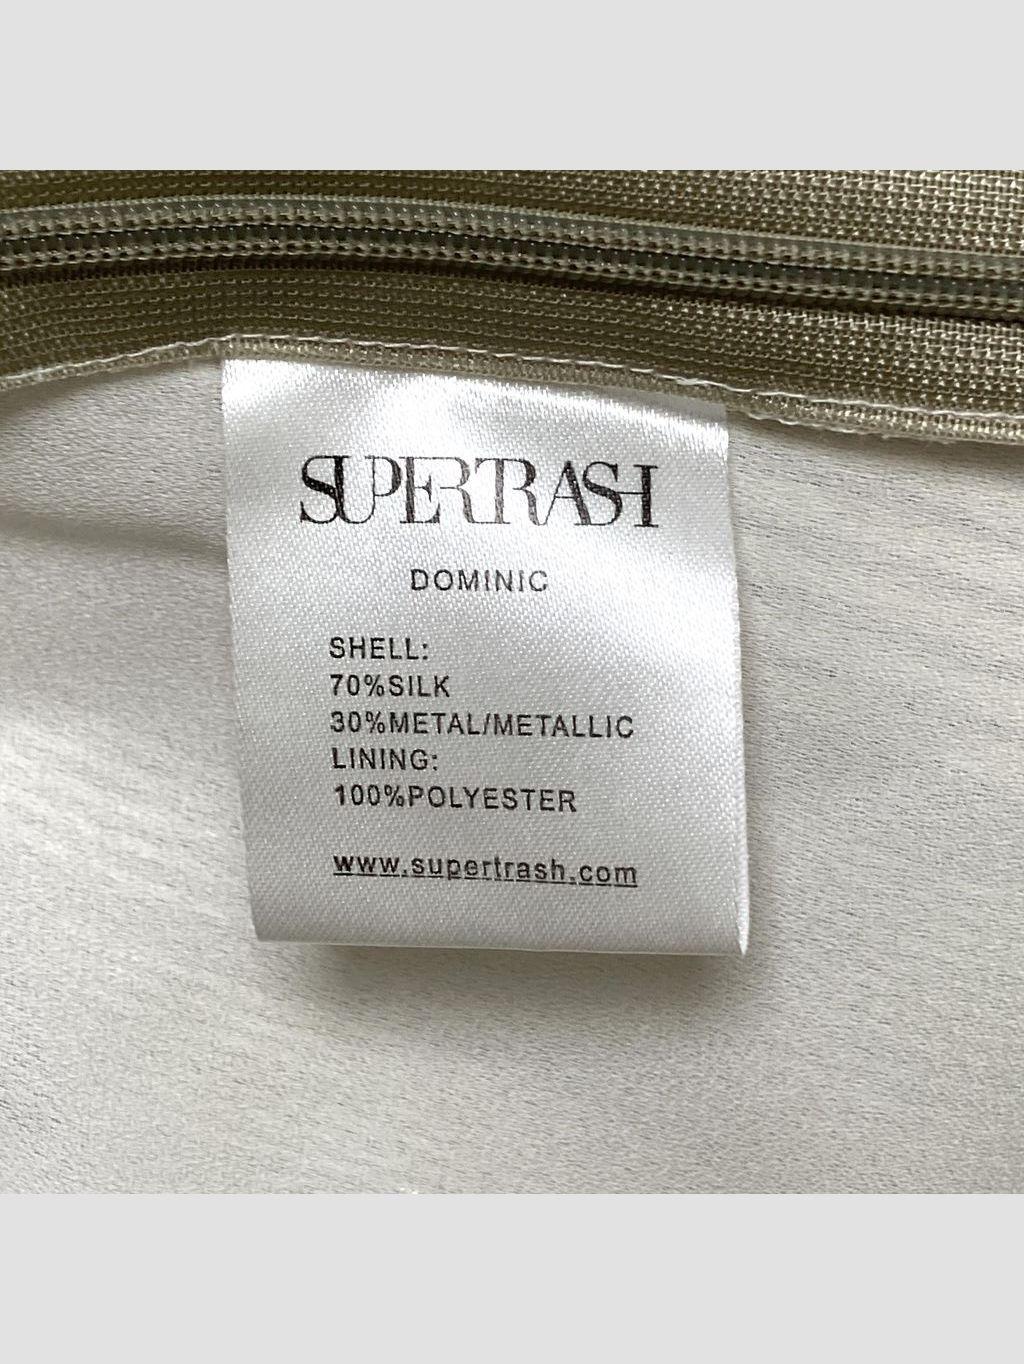 SUPERTRASH
DOMINIC
SHELL:
70%SILK
30%METAL/METALLIC
LINING:
100%POLYESTER
www.supertrash.com